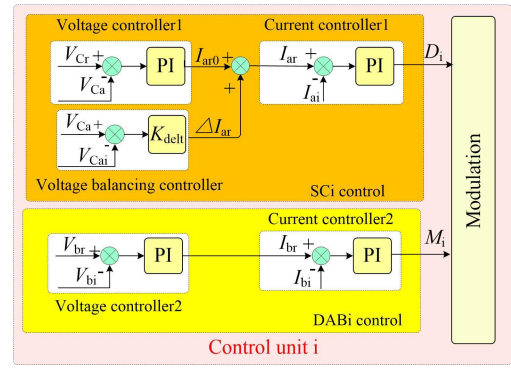 Voltage controller1
Current controller1
V_Cr +
V_Ca -
PI
I_ar0 +
+
I_ar +
I_ai -
PI
D_i
V_Ca +
V_Cai -
K_delt
△I_ar
Voltage balancing controller
SCi control
Current controller2
V_br +
V_bi -
PI
I_br +
I_bi -
PI
M_i
Voltage controller2
DABi control
Control unit i
Modulation